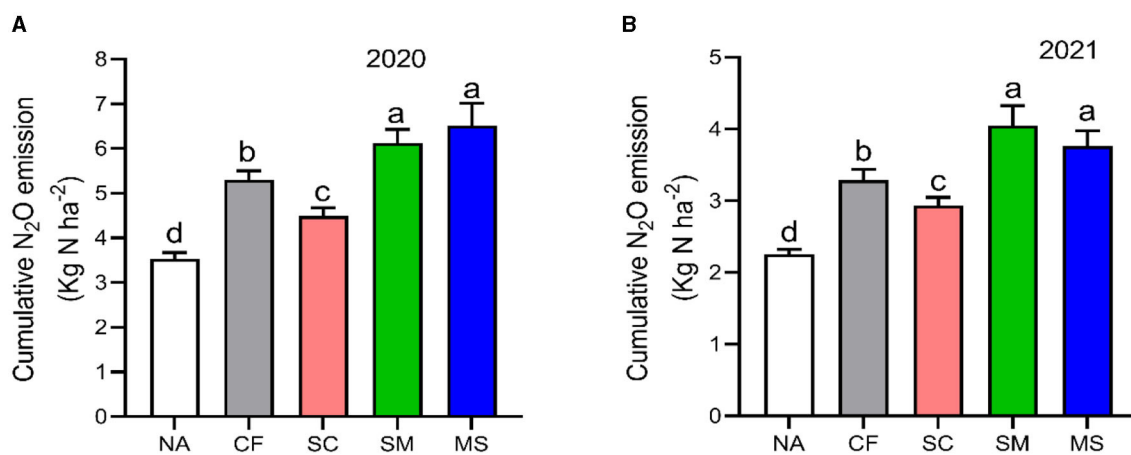 A
2020
Cumulative N₂O emission
(Kg N ha⁻²)
8
7
6
5
4
3
2
1
0
d
b
c
a
a
NA CF SC SM MS
B
2021
Cumulative N₂O emission
(Kg N ha⁻²)
5
4
3
2
1
0
d
b
c
a
a
NA CF SC SM MS